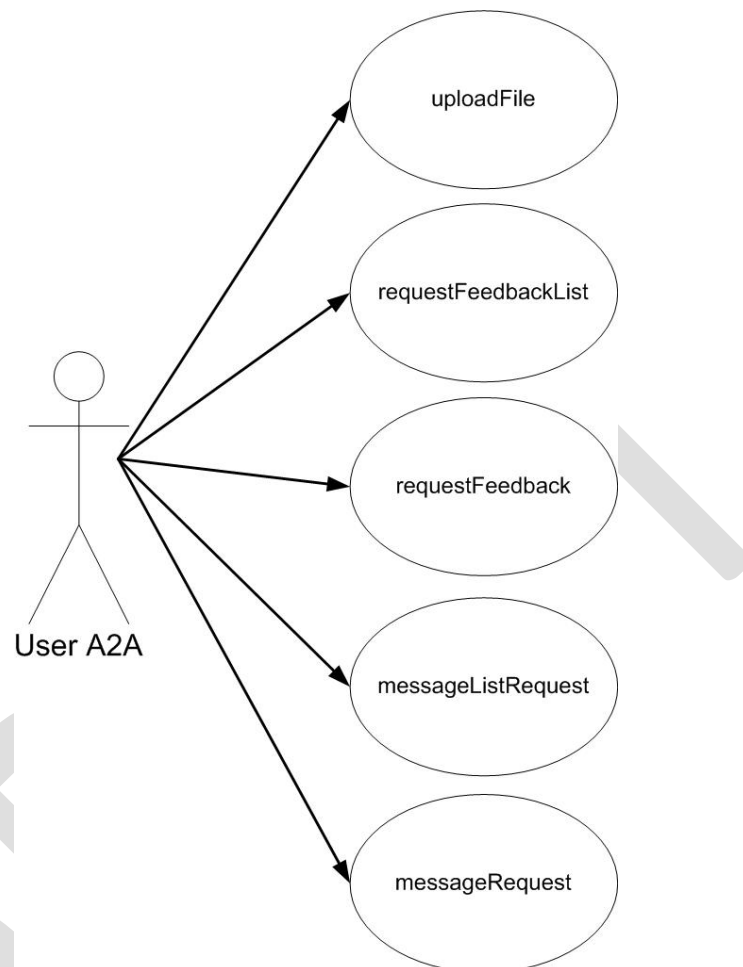 uploadFile
requestFeedbackList
requestFeedback
User A2A
messageListRequest
messageRequest